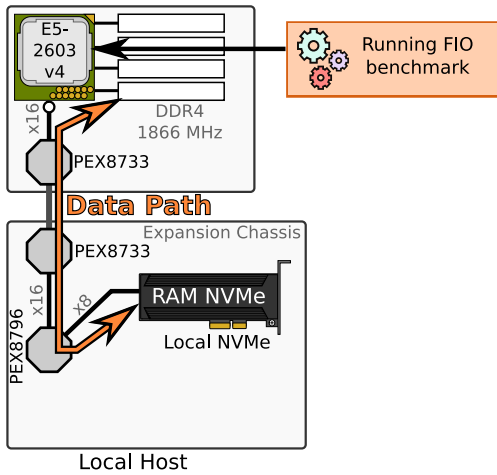 E5-
2603
v4
Running FIO
benchmark
x16
DDR4
1866 MHz
PEX8733
Data Path
Expansion Chassis
PEX8733
x16
x8
RAM NVMe
Local NVMe
PEX8796
Local Host